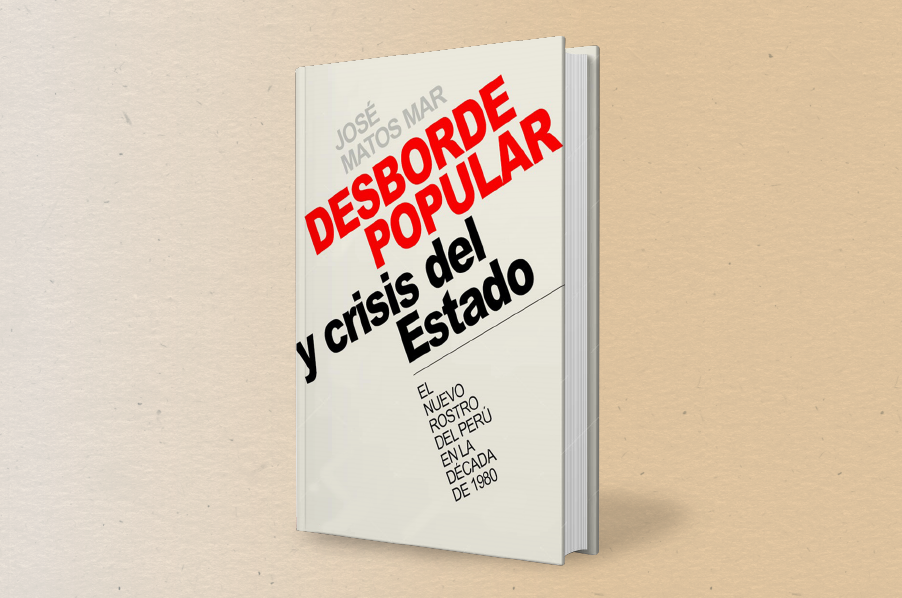 JOSÉ
MATOS MAR
DESBORDE
POPULAR
y crisis del
Estado
EL
NUEVO
ROSTRO
DEL PERÚ
EN LA
DÉCADA
DE 1980